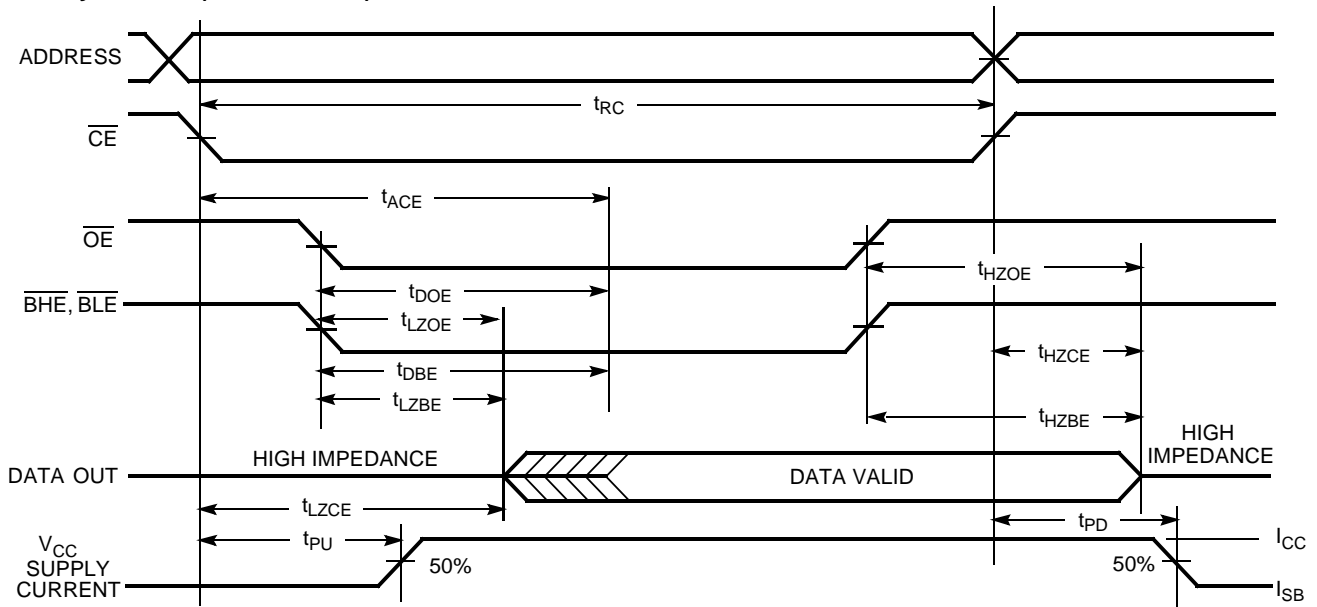 ADDRESS
tRC
CE
tACE
OE
tHZOE
tDOE
BHE, BLE
tLZOE
tHZCE
tDBE
tLZBE
tHZBE
HIGH
IMPEDANCE
HIGH IMPEDANCE
DATA OUT
DATA VALID
tLZCE
tPD
tPU
VCC
SUPPLY
CURRENT
50%
50%
ICC
ISB